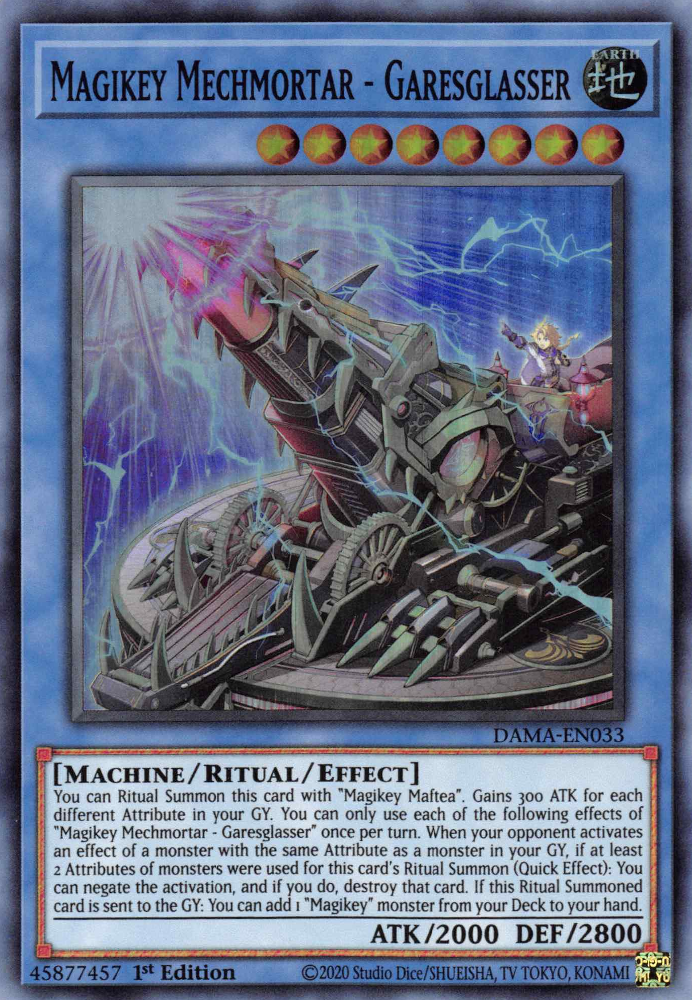 MAGIKEY MECHMORTAR - GARESGLASSER
EARTH
地
DAMA-EN033
[MACHINE/RITUAL/EFFECT]
You can Ritual Summon this card with "Magikey Maftea". Gains 300 ATK for each
different Attribute in your GY. You can only use each of the following effects of
"Magikey Mechmortar - Garesglasser" once per turn. When your opponent activates
an effect of a monster with the same Attribute as a monster in your GY, if at least
2 Attributes of monsters were used for this card's Ritual Summon (Quick Effect): You
can negate the activation, and if you do, destroy that card. If this Ritual Summoned
card is sent to the GY: You can add 1 "Magikey" monster from your Deck to your hand.
ATK/2000 DEF/2800
45877457 1st Edition ©2020 Studio Dice/SHUEISHA, TV TOKYO, KONAMI